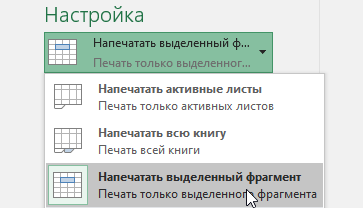 Настройка
Напечатать выделенный ф...
Печать только выделенног...
Напечатать активные листы
Печать только активных листов
Напечатать всю книгу
Печать всей книги
Напечатать выделенный фрагмент
Печать только выделенного фрагмента